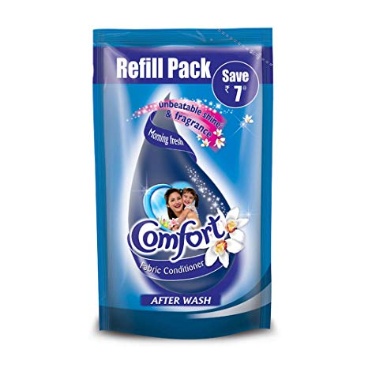 Refill Pack
Save
₹ 7
unbeatable shine
& fragrance
Morning fresh
Comfort
Fabric Conditioner
AFTER WASH